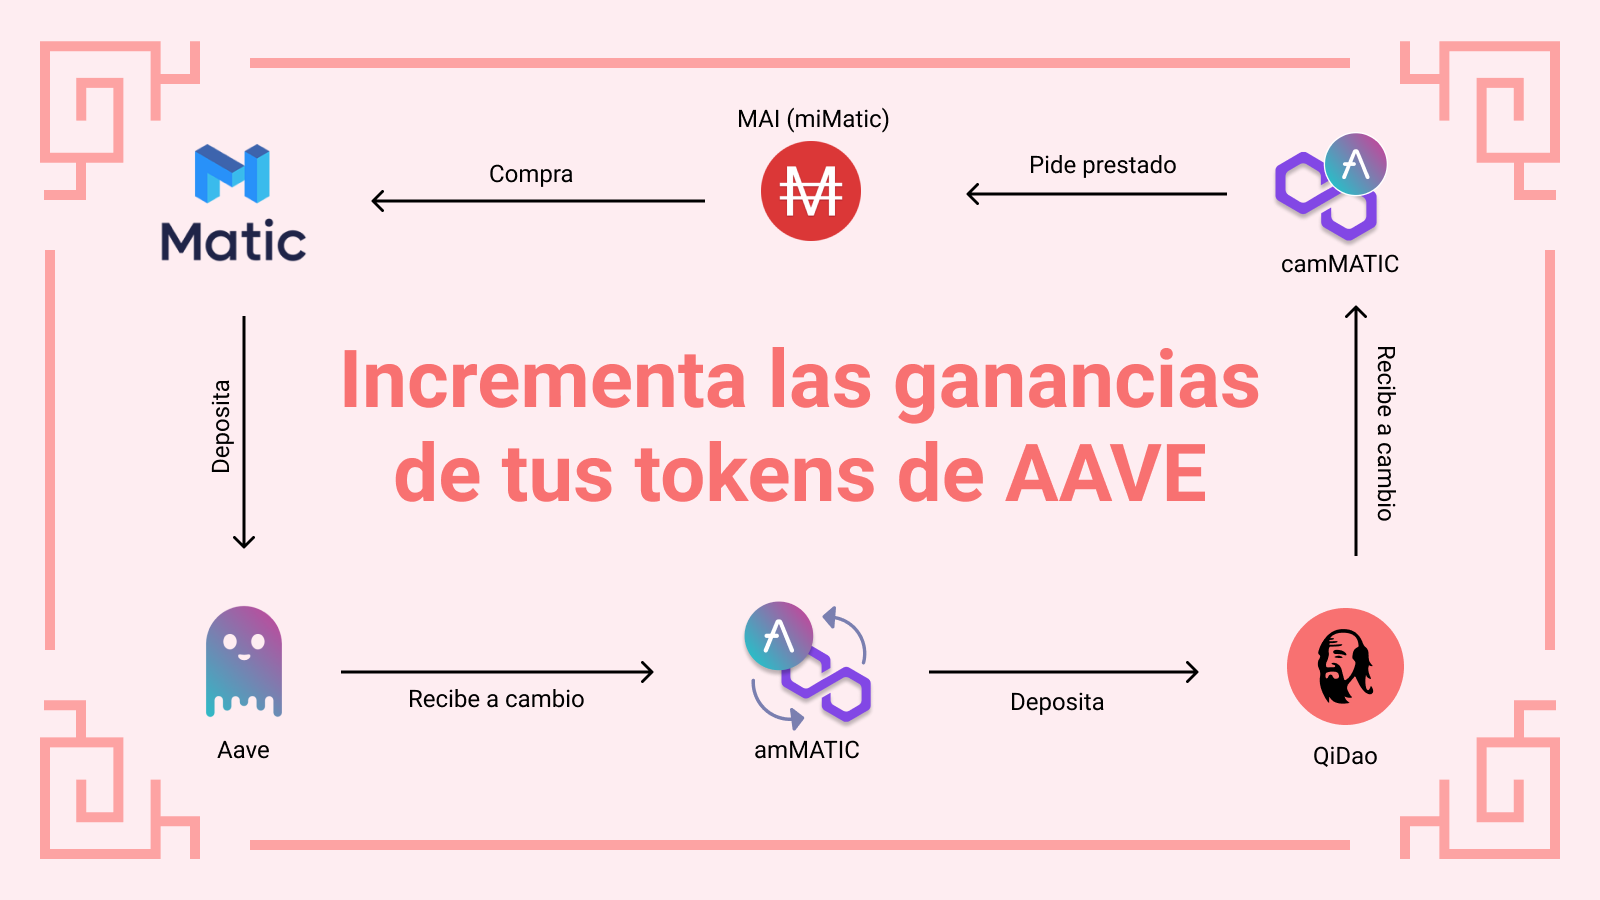 MAI (miMatic)
Compra
Pide prestado
Matic
camMATIC
Incrementa las ganancias
de tus tokens de AAVE
Deposita
Recibe a cambio
Recibe a cambio
Deposita
Aave
amMATIC
QiDao